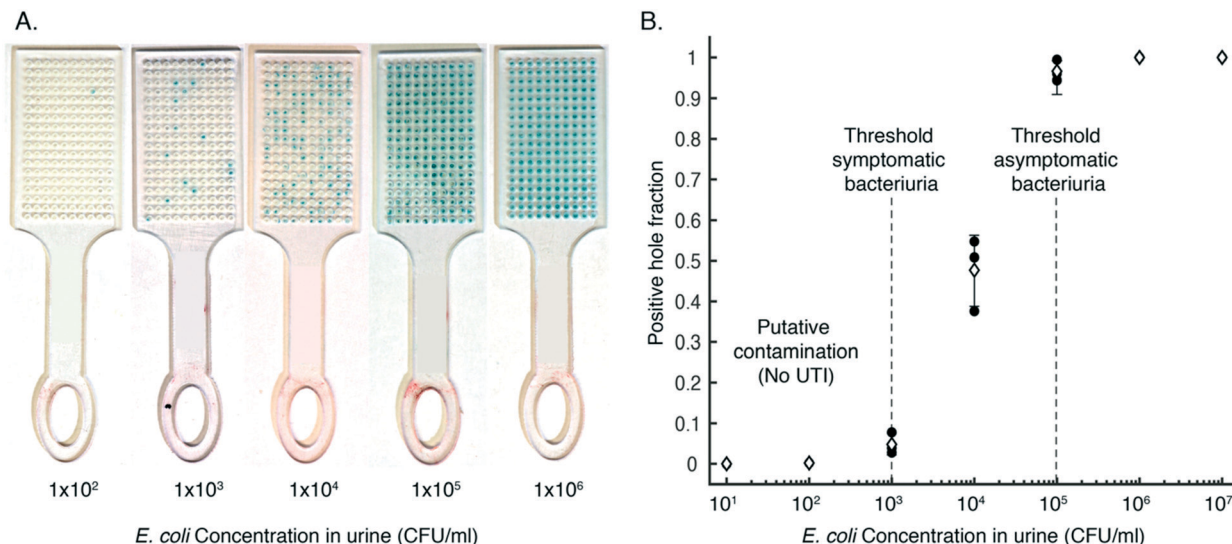 A.
1x10²
1x10³
1x10⁴
1x10⁵
1x10⁶
E. coli Concentration in urine (CFU/ml)
B.
Positive hole fraction
1
0.9
0.8
0.7
0.6
0.5
0.4
0.3
0.2
0.1
0
Threshold
symptomatic
bacteriuria
Threshold
asymptomatic
bacteriuria
Putative
contamination
(No UTI)
10¹
10²
10³
10⁴
10⁵
10⁶
10⁷
E. coli Concentration in urine (CFU/ml)